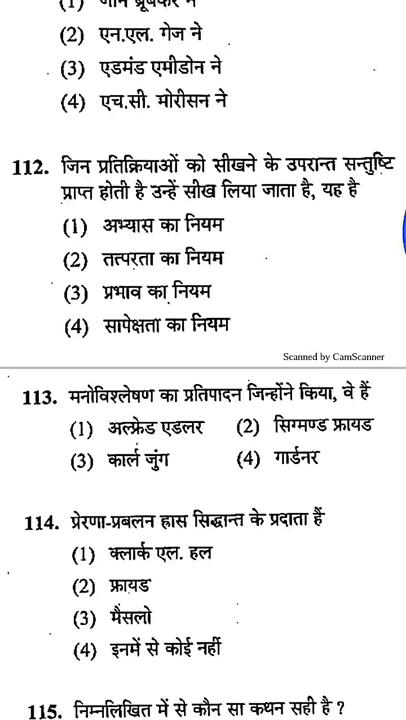 (1) जॉन ब्रूबेकर ने
(2) एन.एल. गेज ने
(3) एडमंड एमीडोन ने
(4) एच.सी. मोरीसन ने
112. जिन प्रतिक्रियाओं को सीखने के उपरान्त सन्तुष्टि
प्राप्त होती है उन्हें सीख लिया जाता है, यह है
(1) अभ्यास का नियम
(2) तत्परता का नियम
(3) प्रभाव का नियम
(4) सापेक्षता का नियम
Scanned by CamScanner
113. मनोविश्लेषण का प्रतिपादन जिन्होंने किया, वे हैं
(1) अल्फ्रेड एडलर (2) सिग्मण्ड फ्रायड
(3) कार्ल जुंग (4) गार्डनर
114. प्रेरणा-प्रबलन ह्रास सिद्धान्त के प्रदाता हैं
(1) क्लार्क एल. हल
(2) फ्रायड
(3) मैसलो
(4) इनमें से कोई नहीं
115. निम्नलिखित में से कौन सा कथन सही है ?